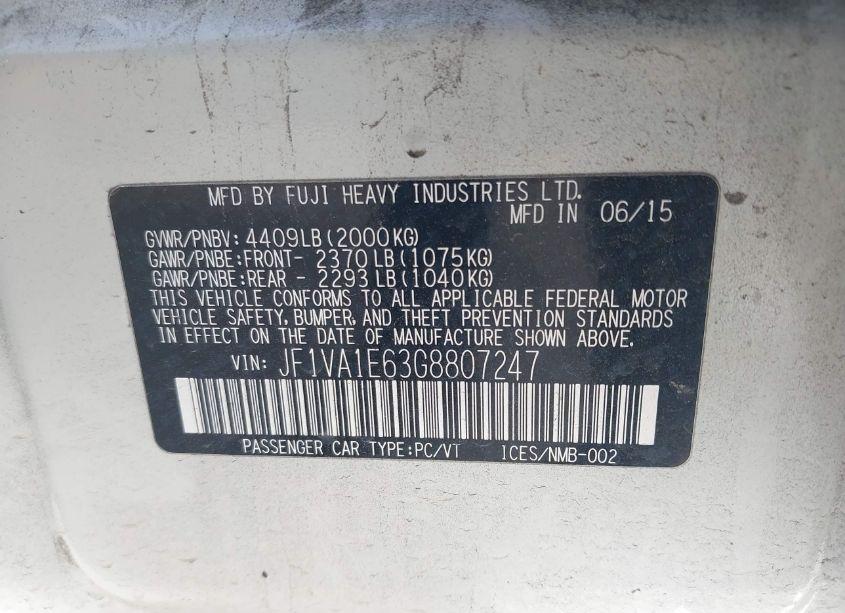 MFD BY FUJI HEAVY INDUSTRIES LTD.
MFD IN 06/15
GVWR/PNBV: 4409LB(2000KG)
GAWR/PNBE:FRONT- 2370LB(1075KG)
GAWR/PNBE:REAR - 2293LB(1040KG)
THIS VEHICLE CONFORMS TO ALL APPLICABLE FEDERAL MOTOR
VEHICLE SAFETY, BUMPER, AND THEFT PREVENTION STANDARDS
IN EFFECT ON THE DATE OF MANUFACTURE SHOWN ABOVE.
VIN: JF1VA1E63G8807247
PASSENGER CAR TYPE:PC/VT ICES/NMB-002